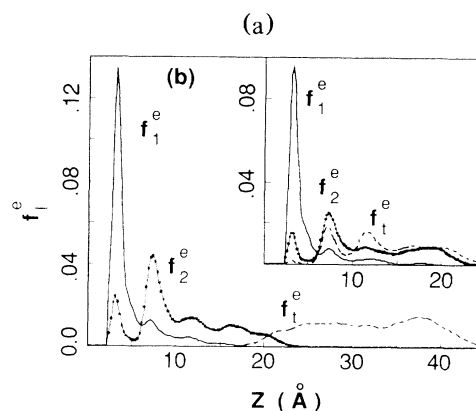 (a)
(b)
.12
.08
.04
0.0
f_l^e
f_1^e
f_2^e
f_t^e
10 20 30 40
Z (Å)
.08
.04
f_1^e
f_2^e
f_t^e
10 20